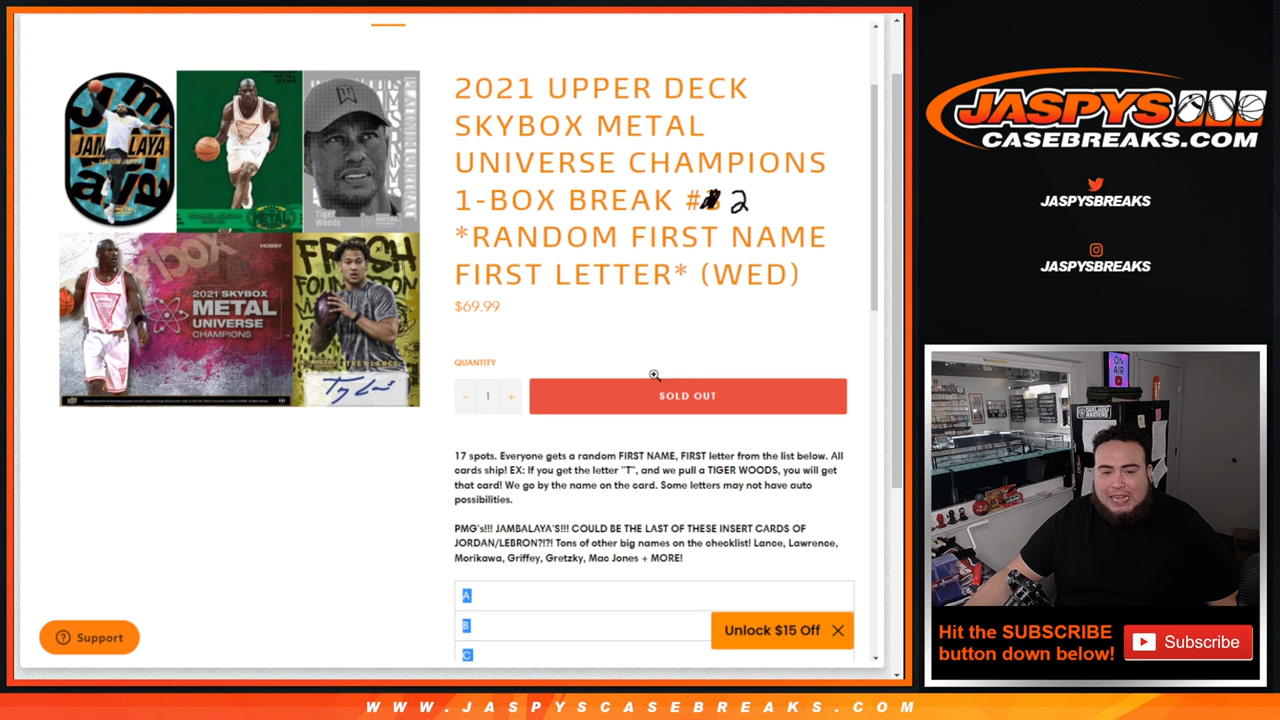 2021 UPPER DECK
SKYBOX METAL
UNIVERSE CHAMPIONS
1-BOX BREAK # 2
*RANDOM FIRST NAME
FIRST LETTER* (WED)
$69.99
QUANTITY
− 1 +
SOLD OUT
17 spots. Everyone gets a random FIRST NAME, FIRST letter from the list below. All
cards ship! EX: If you get the letter "T", and we pull a TIGER WOODS, you will get
that card! We go by the name on the card. Some letters may not have auto
possibilities.
PMG's!!! JAMBALAYA'S!!! COULD BE THE LAST OF THESE INSERT CARDS OF
JORDAN/LEBRON?!?! Tons of other big names on the checklist! Lance, Lawrence,
Morikawa, Griffey, Gretzky, Mac Jones + MORE!
A
B
C
Unlock $15 Off
Support
Tiger
Woods
HOBBY
2021 SKYBOX
METAL
UNIVERSE
CHAMPIONS
FRESH
JASPYS
CASEBREAKS.COM
JASPYSBREAKS
JASPYSBREAKS
ON
AIR
Hit the SUBSCRIBE
button down below!
Subscribe
WWW.JASPYSCASEBREAKS.COM